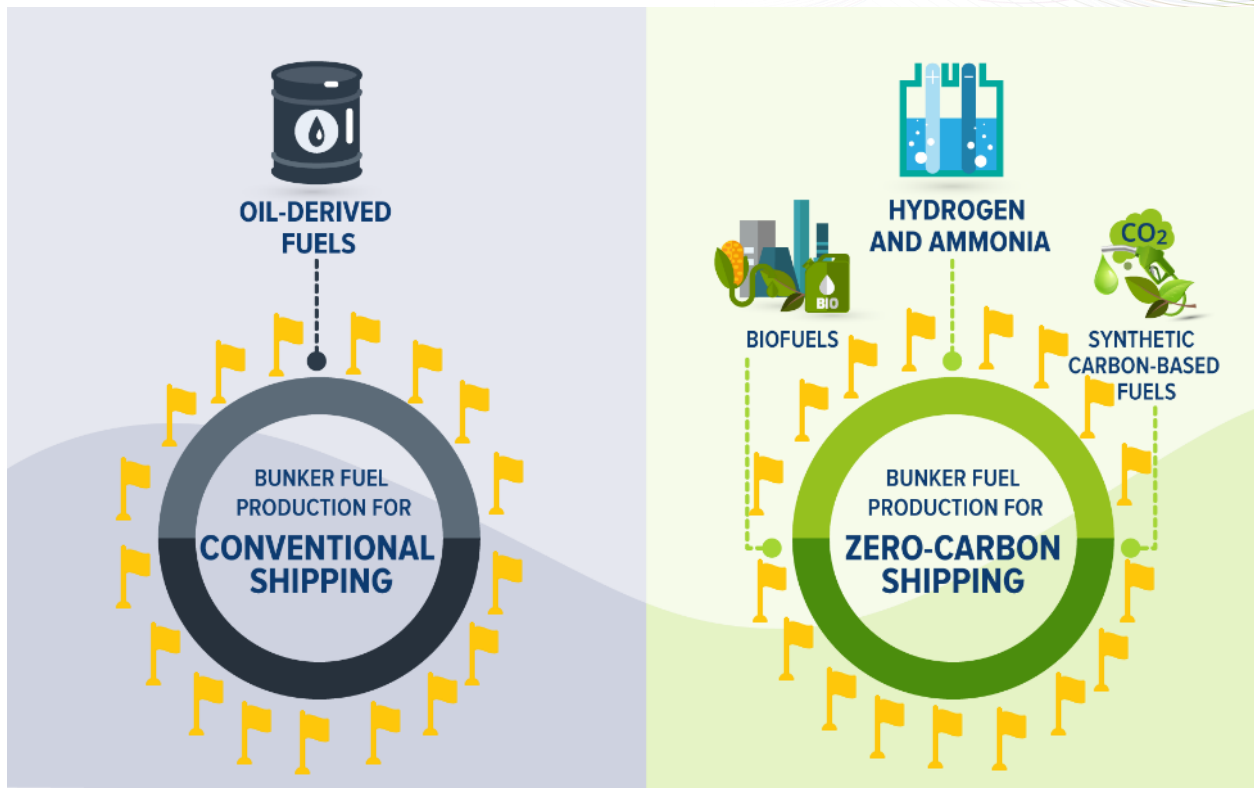 OIL-DERIVED
FUELS
BUNKER FUEL
PRODUCTION FOR
CONVENTIONAL
SHIPPING
HYDROGEN
AND AMMONIA
BIO
BIOFUELS
CO₂
SYNTHETIC
CARBON-BASED
FUELS
BUNKER FUEL
PRODUCTION FOR
ZERO-CARBON
SHIPPING